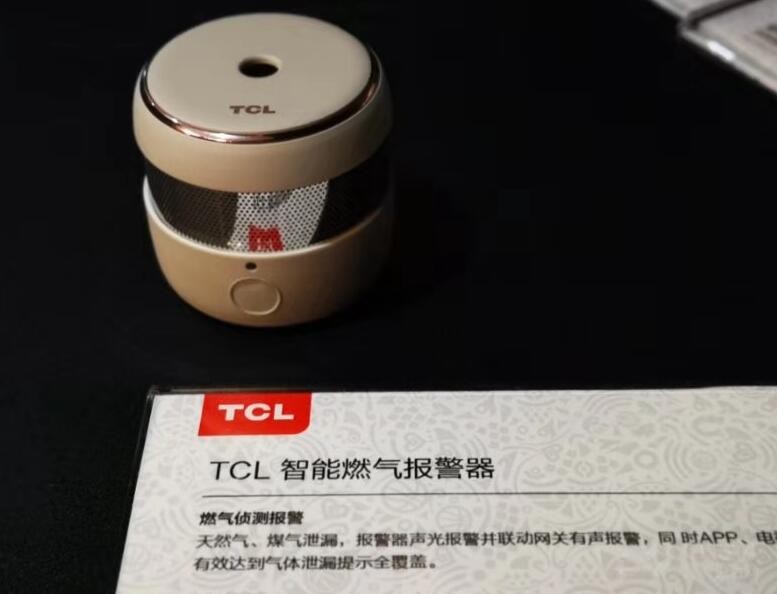 TCL
TCL
TCL 智能燃气报警器
燃气侦测报警
天然气、煤气泄漏，报警器声光报警并联动网关有声报警，同 时APP、电
有效达到气体泄漏提示全覆盖。